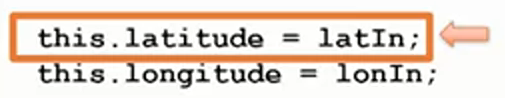 this.latitude = latIn;
this.longitude = lonIn;